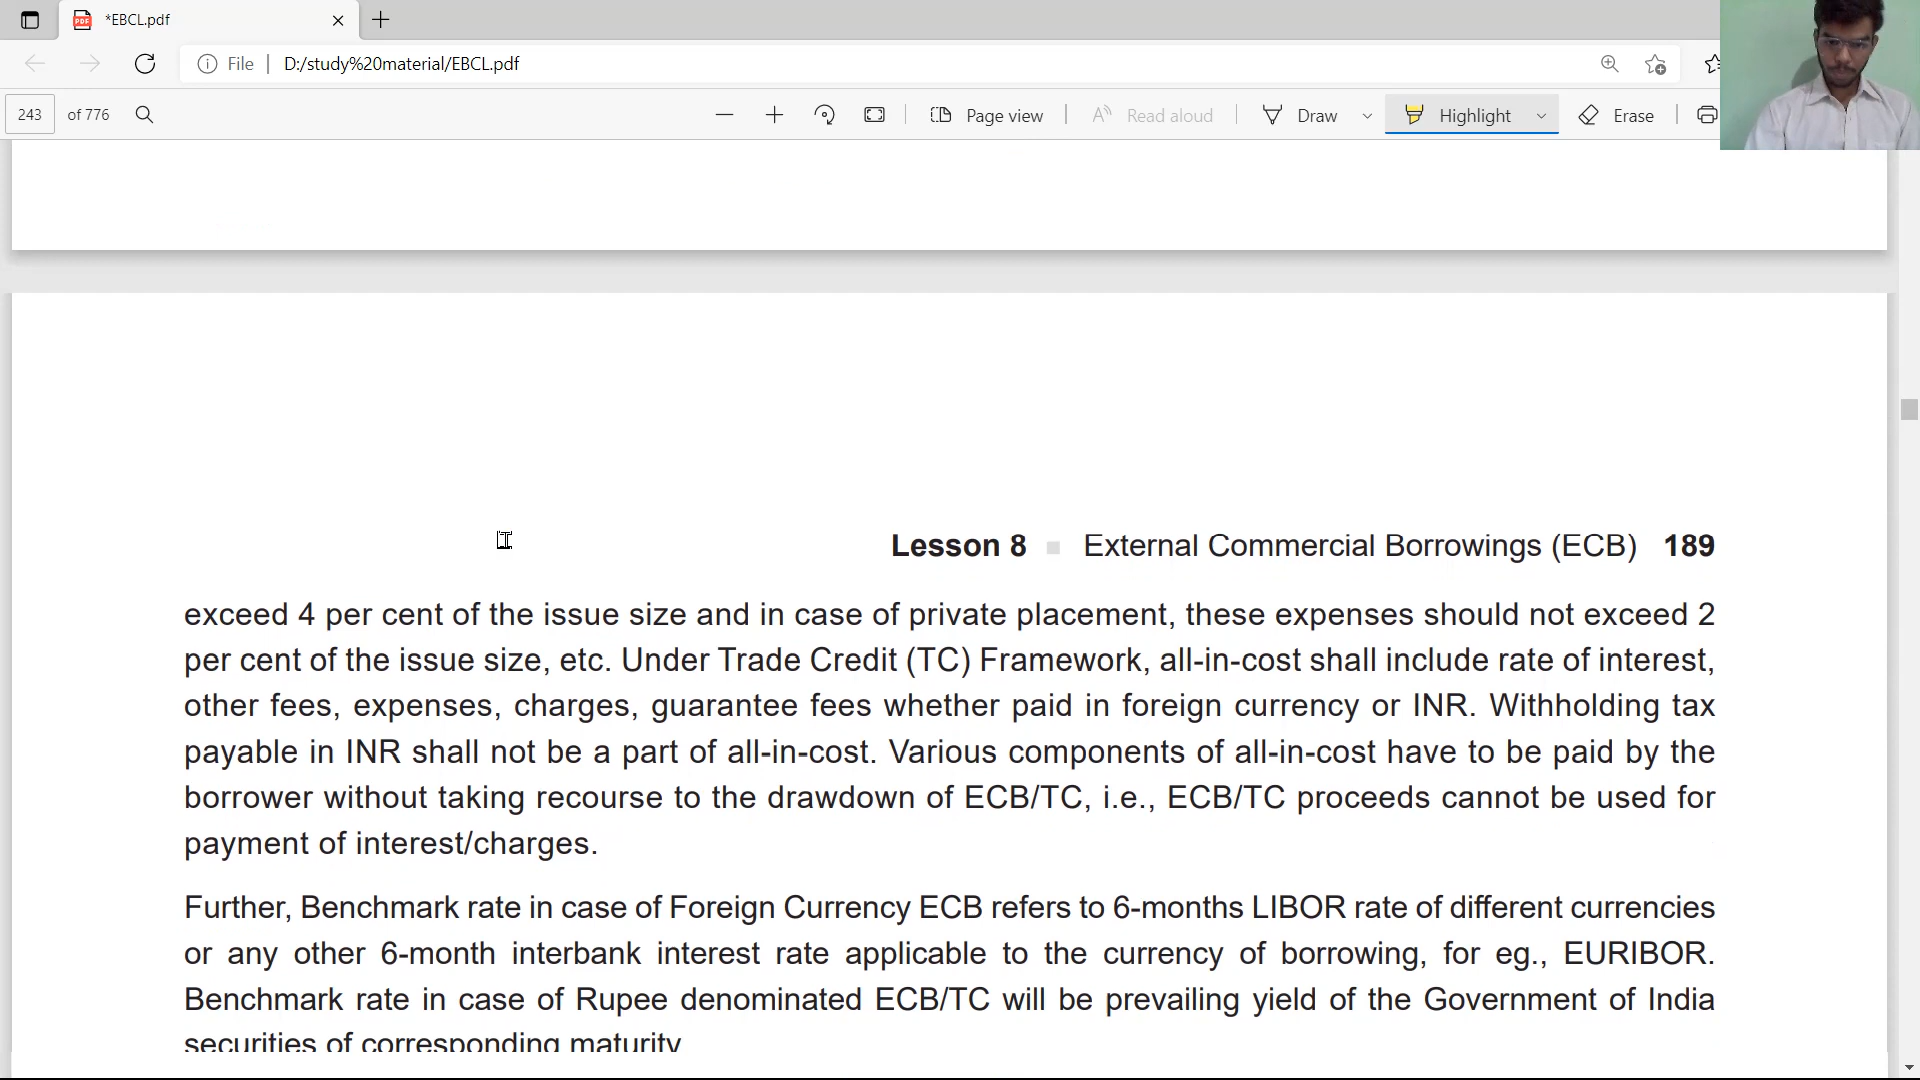 *EBCL.pdf
File
D:/study%20material/EBCL.pdf
243 of 776
Page view
Read aloud
Draw
Highlight
Erase
Lesson 8 External Commercial Borrowings (ECB) 189
exceed 4 per cent of the issue size and in case of private placement, these expenses should not exceed 2
per cent of the issue size, etc. Under Trade Credit (TC) Framework, all-in-cost shall include rate of interest,
other fees, expenses, charges, guarantee fees whether paid in foreign currency or INR. Withholding tax
payable in INR shall not be a part of all-in-cost. Various components of all-in-cost have to be paid by the
borrower without taking recourse to the drawdown of ECB/TC, i.e., ECB/TC proceeds cannot be used for
payment of interest/charges.
Further, Benchmark rate in case of Foreign Currency ECB refers to 6-months LIBOR rate of different currencies
or any other 6-month interbank interest rate applicable to the currency of borrowing, for eg., EURIBOR.
Benchmark rate in case of Rupee denominated ECB/TC will be prevailing yield of the Government of India
securities of corresponding maturity